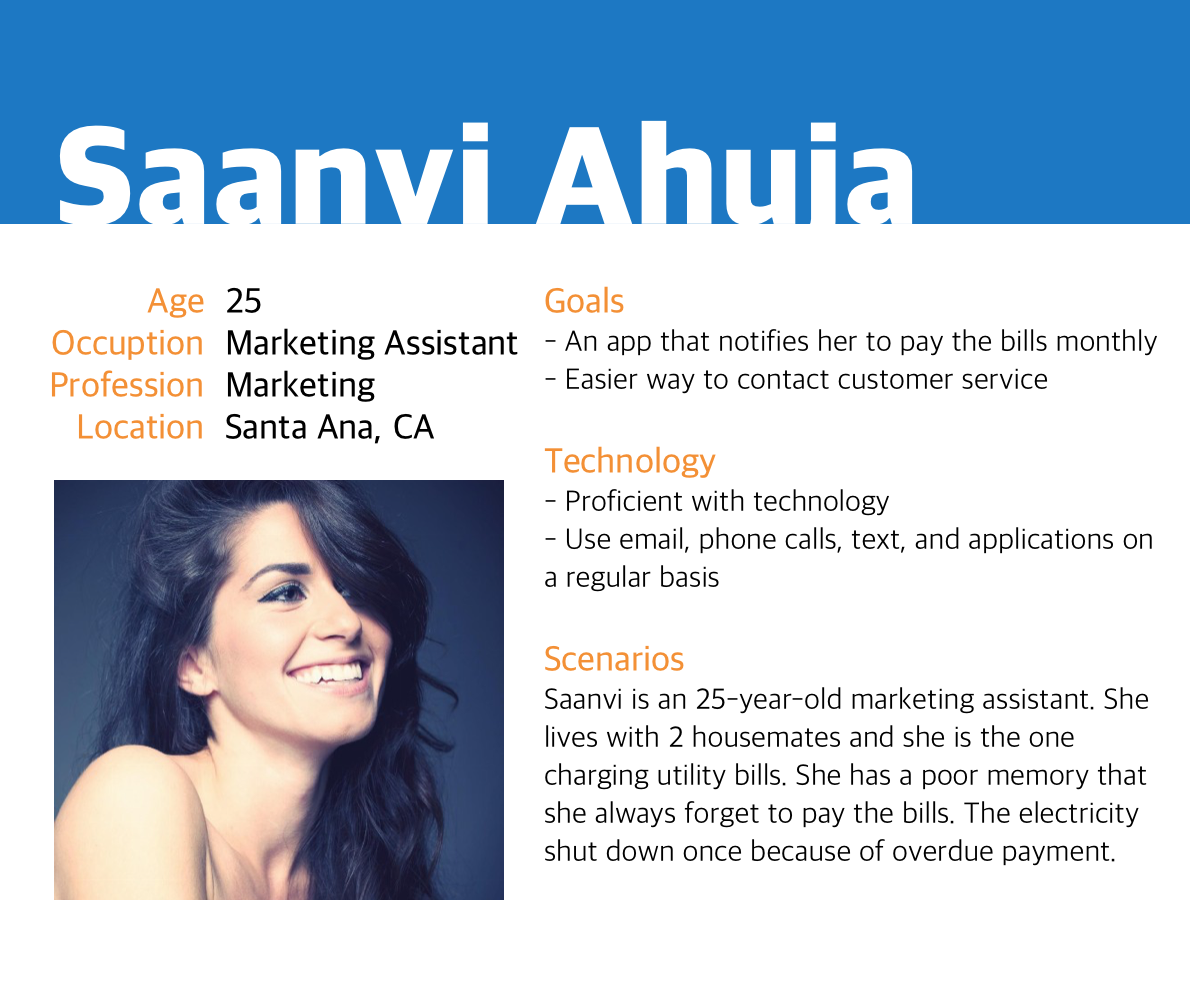 Saanvi Ahuja
Age 25
Occuption Marketing Assistant
Profession Marketing
Location Santa Ana, CA
Goals
- An app that notifies her to pay the bills monthly
- Easier way to contact customer service
Technology
- Proficient with technology
- Use email, phone calls, text, and applications on
a regular basis
Scenarios
Saanvi is an 25-year-old marketing assistant. She
lives with 2 housemates and she is the one
charging utility bills. She has a poor memory that
she always forget to pay the bills. The electricity
shut down once because of overdue payment.